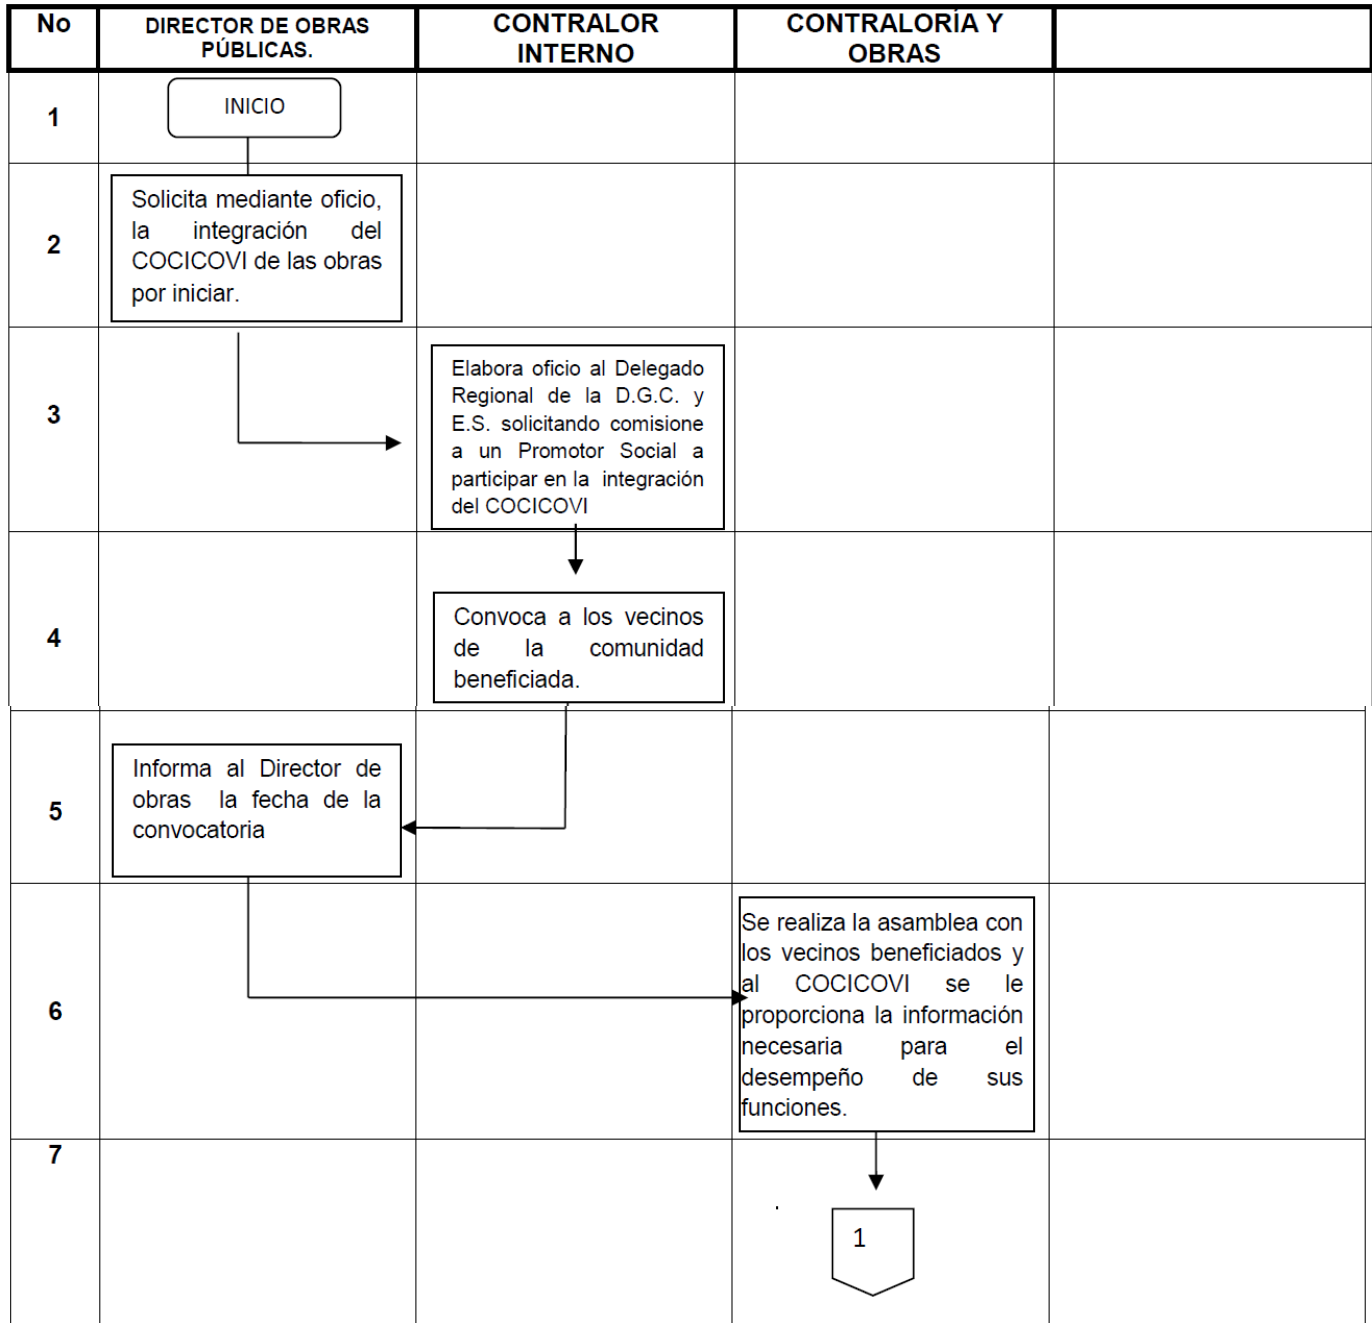 No
DIRECTOR DE OBRAS
PÚBLICAS.
CONTRALOR
INTERNO
CONTRALORÍA Y
OBRAS
1
INICIO
2
Solicita mediante oficio,
la integración del
COCICOVI de las obras
por iniciar.
3
Elabora oficio al Delegado
Regional de la D.G.C. y
E.S. solicitando comisione
a un Promotor Social a
participar en la integración
del COCICOVI
4
Convoca a los vecinos
de la comunidad
beneficiada.
5
Informa al Director de
obras la fecha de la
convocatoria
6
Se realiza la asamblea con
los vecinos beneficiados y
al COCICOVI se le
proporciona la información
necesaria para el
desempeño de sus
funciones.
7
1